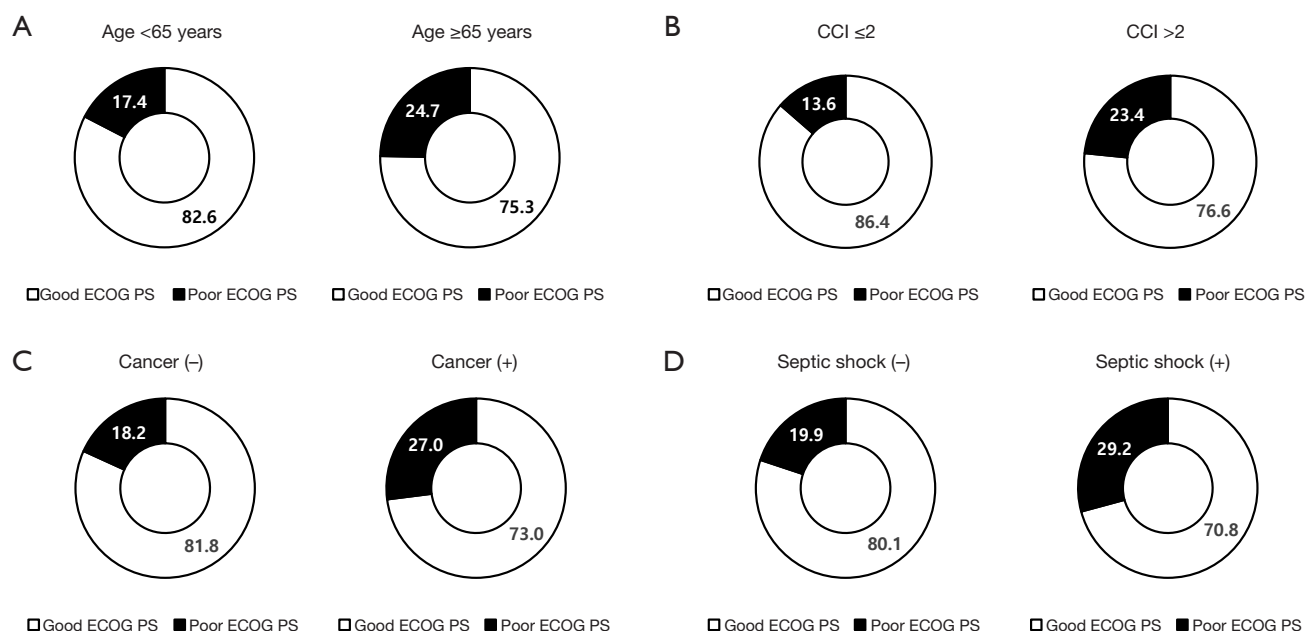 A
Age <65 years
Age ≥65 years
17.4
82.6
24.7
75.3
Good ECOG PS Poor ECOG PS
Good ECOG PS Poor ECOG PS
B
CCI ≤2
CCI >2
13.6
86.4
23.4
76.6
Good ECOG PS Poor ECOG PS
Good ECOG PS Poor ECOG PS
C
Cancer (–)
Cancer (+)
18.2
81.8
27.0
73.0
Good ECOG PS Poor ECOG PS
Good ECOG PS Poor ECOG PS
D
Septic shock (–)
Septic shock (+)
19.9
80.1
29.2
70.8
Good ECOG PS Poor ECOG PS
Good ECOG PS Poor ECOG PS